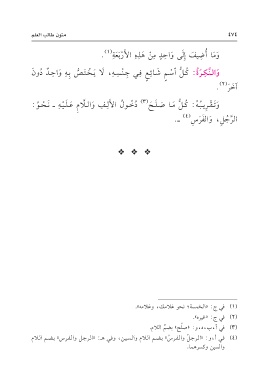 ٤٧٤
متون طالب العلم
وَمَا أُضِيفَ إِلَى وَاحِدٍ مِنْ هَذِهِ الأَرْبَعَةِ(١).
وَالنَّكِرَةُ: كُلُّ اسْمٍ شَائِعٍ فِي جِنْسِهِ، لَا يَخْتَصُّ بِهِ وَاحِدٌ دُونَ
آخَرَ(٢).
وَتَقْرِيبُهُ: كُلُّ مَا صَلَحَ(٣) دُخُولُ الأَلِفِ وَاللَّامِ عَلَيْهِ ـ نَحْوُ:
الرَّجُلِ، وَالفَرَسِ(٤) ـ.
(١) في ج: «الخمسة؛ نحو غلامك، وغلامه».
(٢) في ج: «غيره».
(٣) في أ، ب، د، و: «صلُح» بضمِّ اللام.
(٤) في أ، و: «الرجلُ والفرسُ» بضم اللام والسين، وفي هـ: «الرجل والفرس» بضم اللام
والسين وكسرهما.